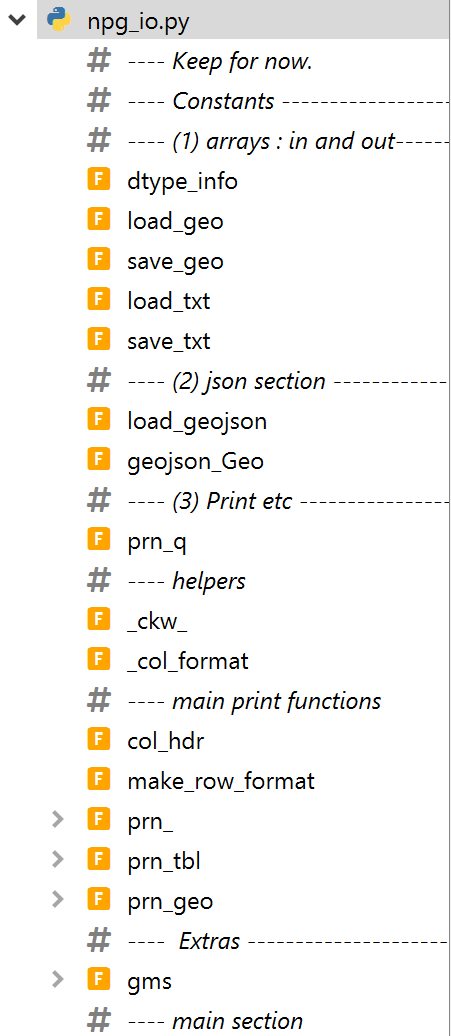 npg_io.py
# ---- Keep for now.
# ---- Constants --------------------
# ---- (1) arrays : in and out------
F dtype_info
F load_geo
F save_geo
F load_txt
F save_txt
# ---- (2) json section -------------
F load_geojson
F geojson_Geo
# ---- (3) Print etc -----------------
F prn_q
# ---- helpers
F _ckw_
F _col_format
# ---- main print functions
F col_hdr
F make_row_format
F prn_
F prn_tbl
F prn_geo
# ----  Extras -----------------------
F gms
# ---- main section